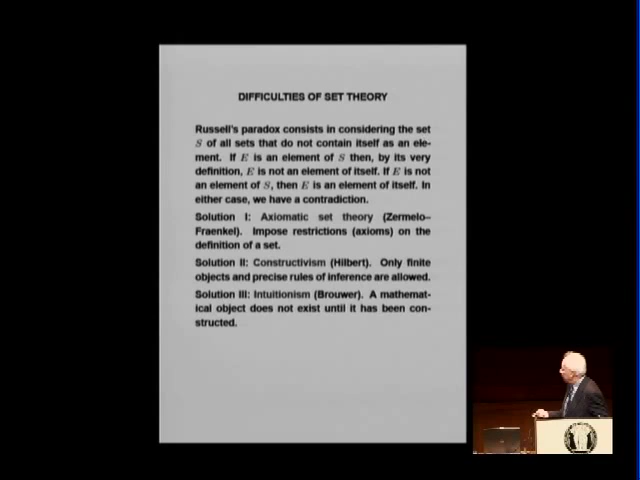 DIFFICULTIES OF SET THEORY
Russell's paradox consists in considering the set
S of all sets that do not contain itself as an ele-
ment. If E is an element of S then, by its very
definition, E is not an element of itself. If E is not
an element of S, then E is an element of itself. In
either case, we have a contradiction.
Solution I: Axiomatic set theory (Zermelo–
Fraenkel). Impose restrictions (axioms) on the
definition of a set.
Solution II: Constructivism (Hilbert). Only finite
objects and precise rules of inference are allowed.
Solution III: Intuitionism (Brouwer). A mathemat-
ical object does not exist until it has been con-
structed.